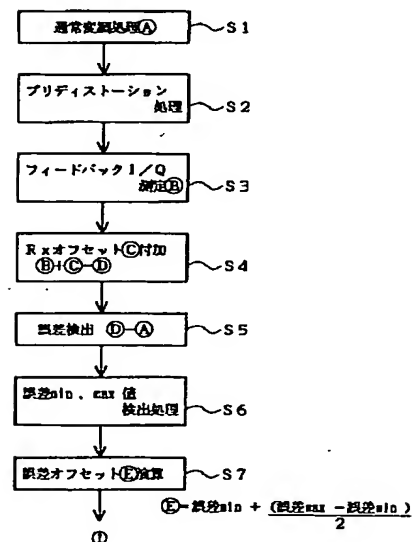 通常変調処理Ⓐ ~S1
プリディストーション
処理 ~S2
フィードバックI/Q
測定Ⓑ ~S3
Rxオフセット Ⓒ付加
Ⓑ+Ⓒ=Ⓓ ~S4
誤差検出 Ⓓ-Ⓐ ~S5
誤差min、max 値
検出処理 ~S6
誤差オフセットⒺ演算 ~S7
Ⓔ=誤差min + (誤差max - 誤差min)
2
①